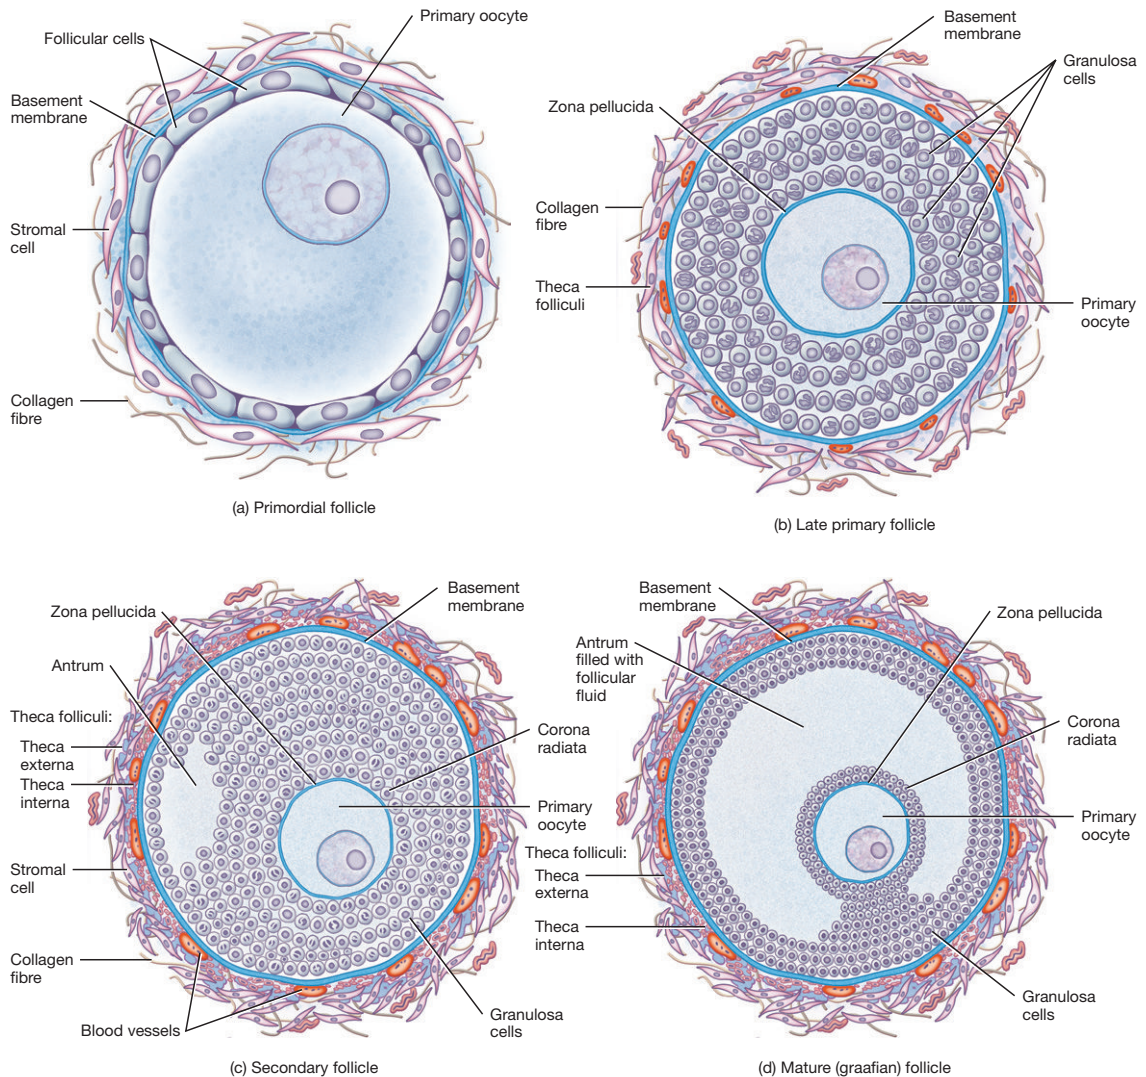 Primary oocyte
Follicular cells
Basement
membrane
Stromal
cell
Collagen
fibre
(a) Primordial follicle
Basement
membrane
Granulosa
cells
Zona pellucida
Collagen
fibre
Theca
folliculi
Primary
oocyte
(b) Late primary follicle
Zona pellucida
Basement
membrane
Antrum
Theca folliculi:
Theca
externa
Theca
interna
Corona
radiata
Primary
oocyte
Stromal
cell
Collagen
fibre
Blood vessels
Granulosa
cells
(c) Secondary follicle
Basement
membrane
Zona pellucida
Antrum
filled with
follicular
fluid
Corona
radiata
Primary
oocyte
Theca folliculi:
Theca
externa
Theca
interna
Granulosa
cells
(d) Mature (graafian) follicle